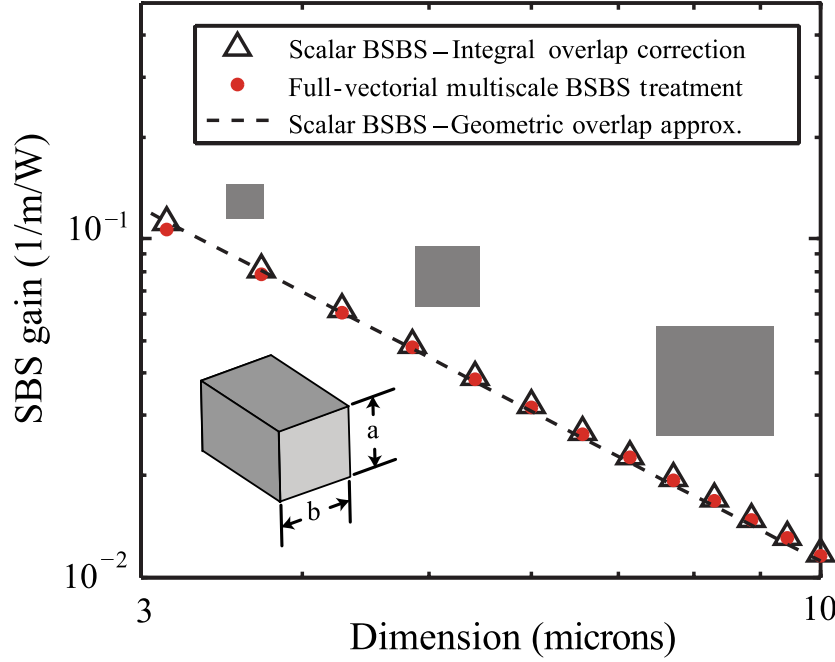 Scalar BSBS – Integral overlap correction
Full-vectorial multiscale BSBS treatment
Scalar BSBS – Geometric overlap approx.
SBS gain (1/m/W)
10⁻¹
10⁻²
a
b
3
10
Dimension (microns)